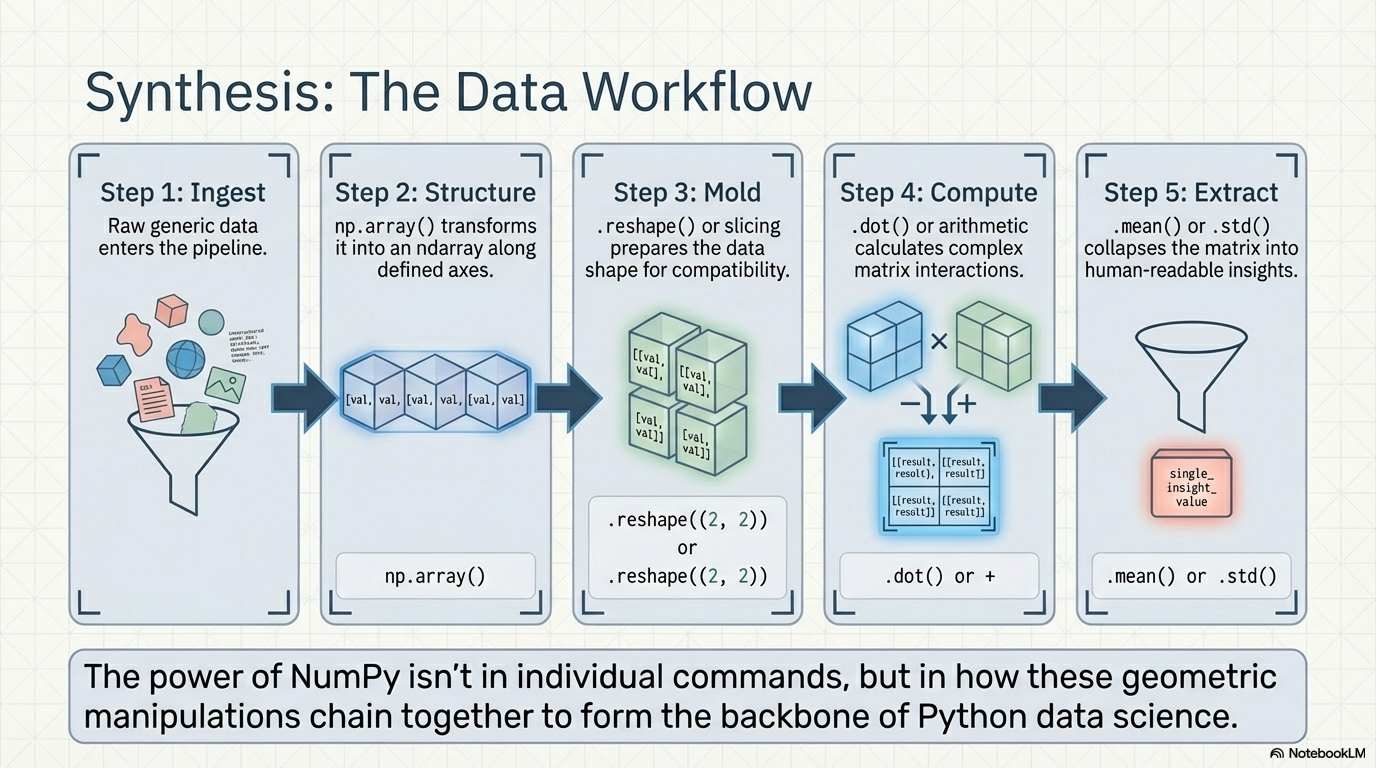 Synthesis: The Data Workflow
Step 1: Ingest
Raw generic data
enters the pipeline.
Step 2: Structure
np.array() transforms
it into an ndarray along
defined axes.
[val, val, [val, val, [val, val]
np.array()
Step 3: Mold
.reshape() or slicing
prepares the data
shape for compatibility.
[[val,
val],
[[val,
val],
[val,
val]]
[val,
val]]
.reshape((2, 2))
or
.reshape((2, 2))
Step 4: Compute
.dot() or arithmetic
calculates complex
matrix interactions.
×
− +
[[result, [[result,
result), result]]
[[result, [[result,
result]] result]]
.dot() or +
Step 5: Extract
.mean() or .std()
collapses the matrix into
human-readable insights.
single_
insight_
value
.mean() or .std()
The power of NumPy isn’t in individual commands, but in how these geometric
manipulations chain together to form the backbone of Python data science.
NotebookLM